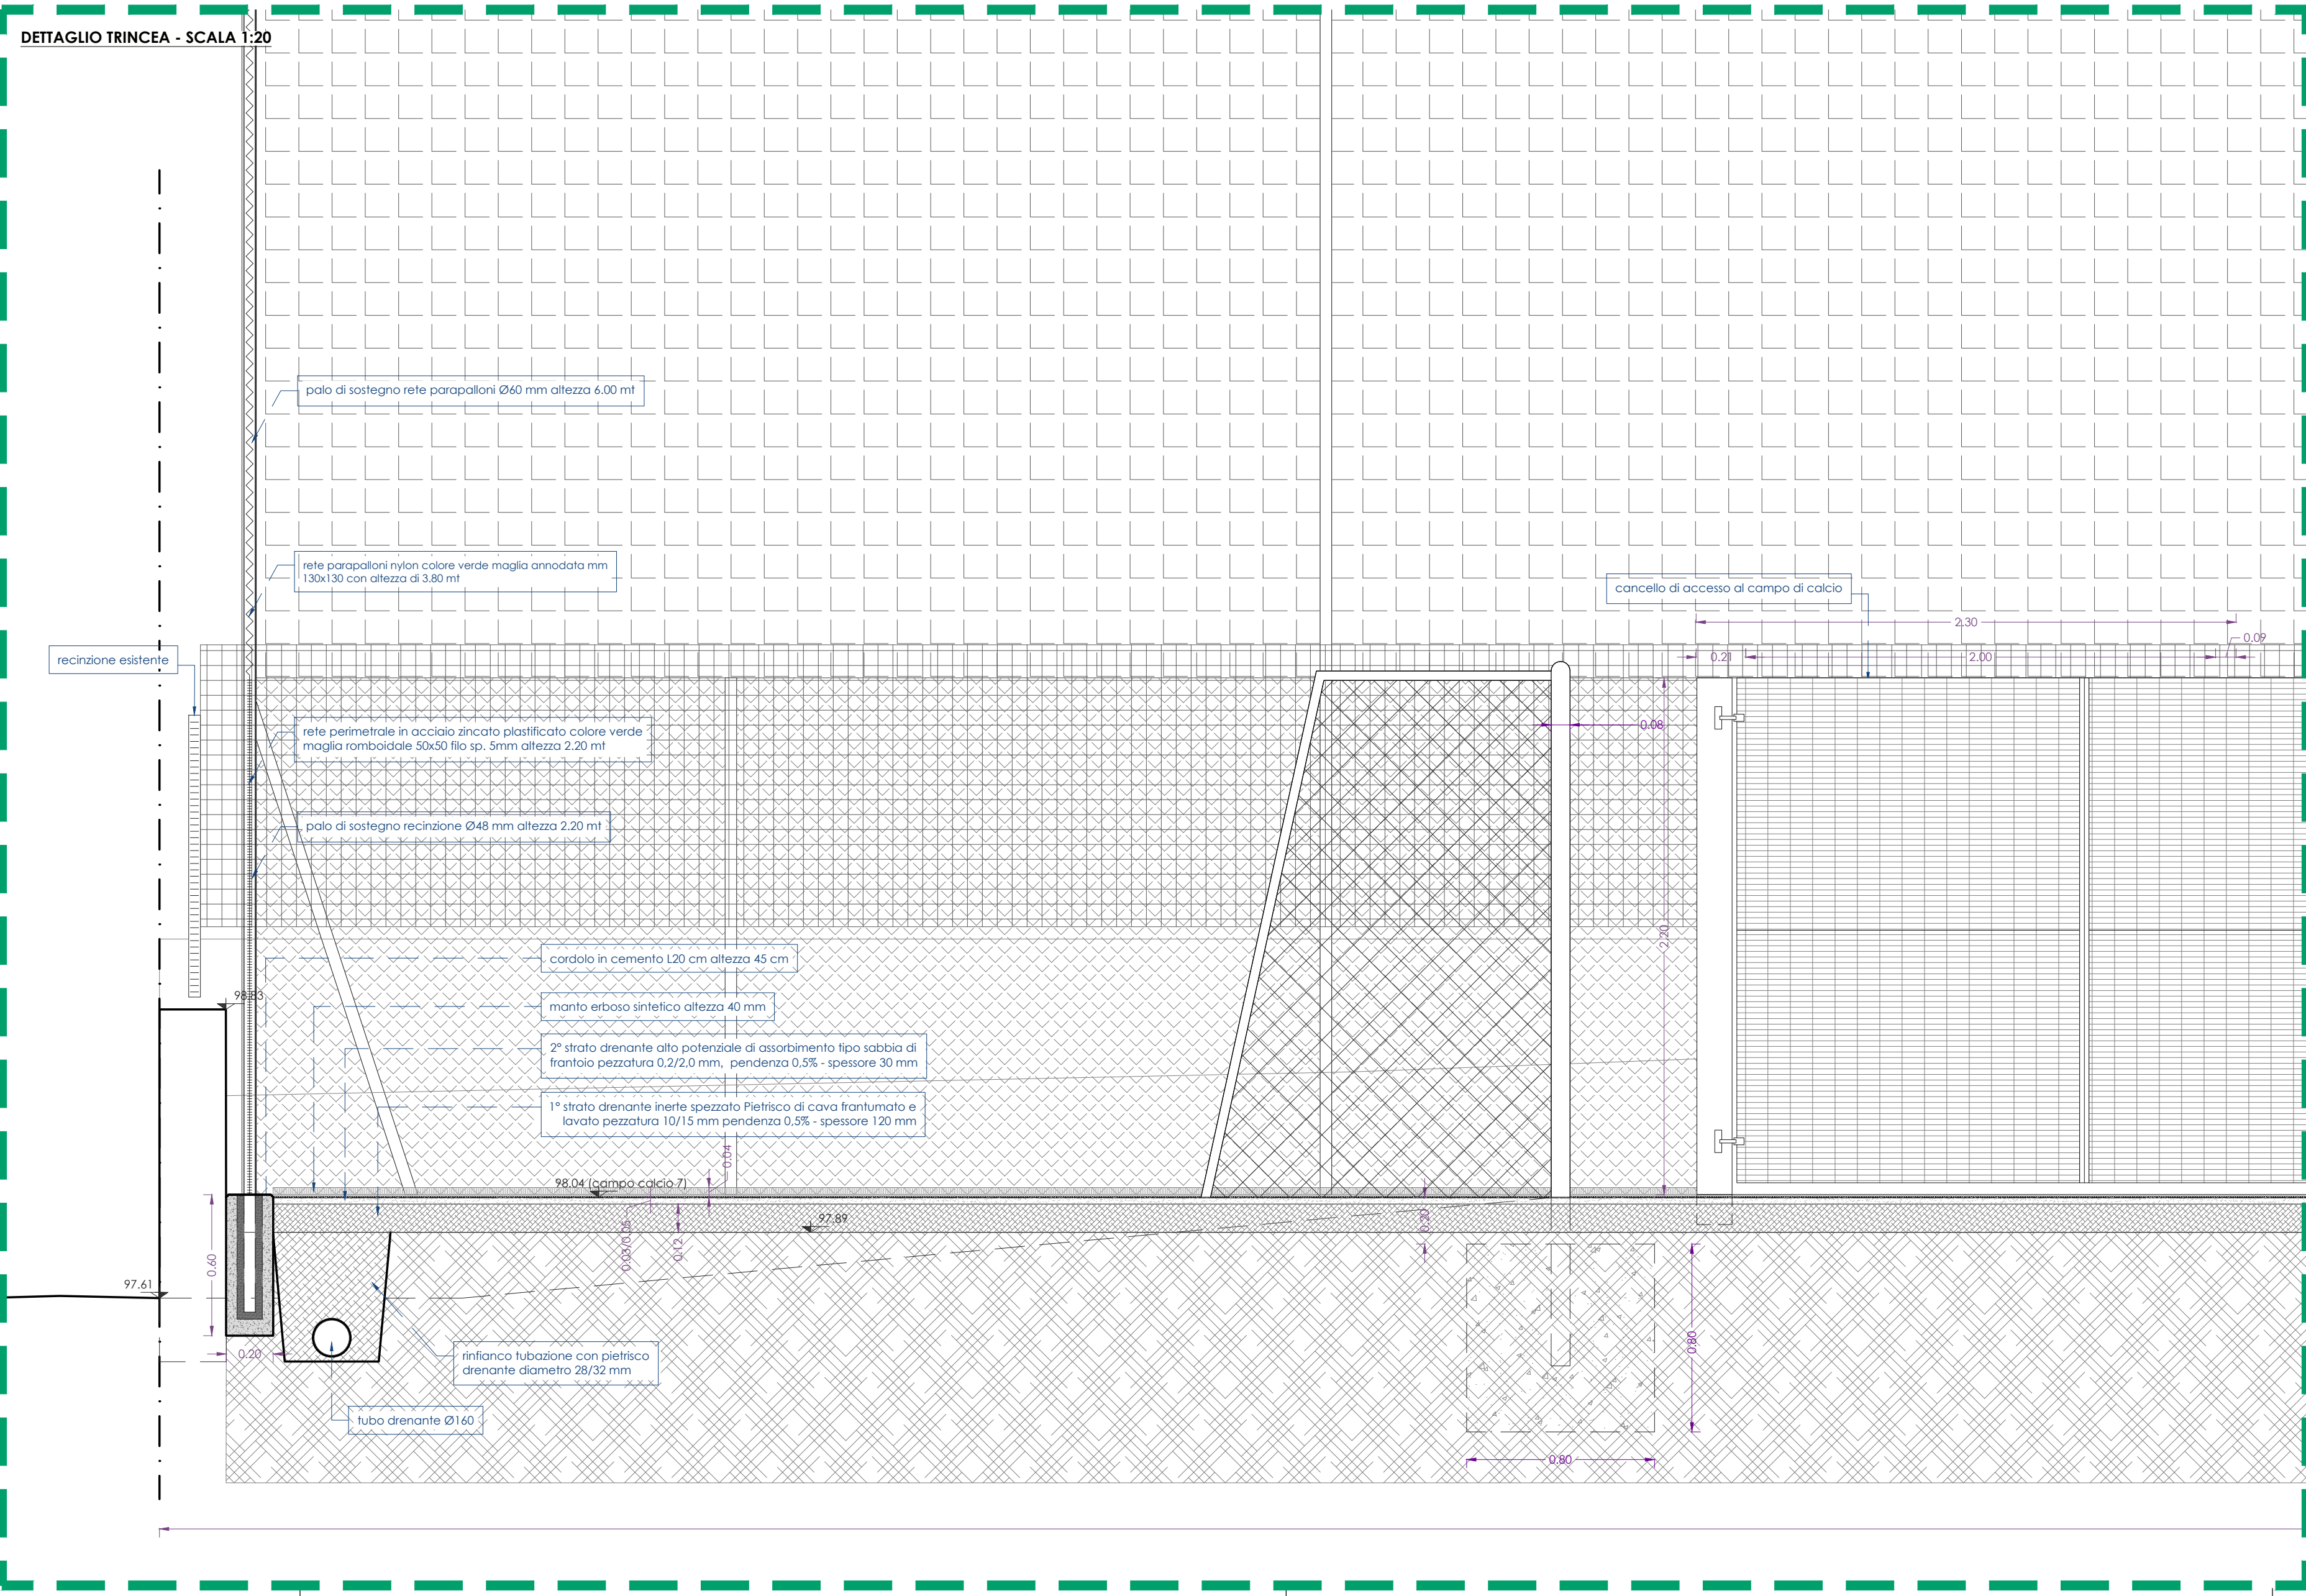 DETTAGLIO TRINCEA - SCALA 1:20
palo di sostegno rete parapalloni Ø60 mm altezza 6.00 mt
rete parapalloni nylon colore verde maglia annodata mm
130x130 con altezza di 3.80 mt
cancello di accesso al campo di calcio
2.30
0.09
recinzione esistente
0.21
2.00
rete perimetrale in acciaio zincato plastificato colore verde
maglia romboidale 50x50 filo sp. 5mm altezza 2.20 mt
0.08
palo di sostegno recinzione Ø48 mm altezza 2.20 mt
2.20
cordolo in cemento L20 cm altezza 45 cm
98.83
manto erboso sintetico altezza 40 mm
2° strato drenante alto potenziale di assorbimento tipo sabbia di
frantoio pezzatura 0,2/2,0 mm, pendenza 0,5% - spessore 30 mm
1° strato drenante inerte spezzato Pietrisco di cava frantumato e
lavato pezzatura 10/15 mm pendenza 0,5% - spessore 120 mm
0.04
98.04 (campo calcio 7)
97.89
0.20
0.03/0.05
0.12
0.60
97.61
0.80
0.20
rinfianco tubazione con pietrisco
drenante diametro 28/32 mm
tubo drenante Ø160
0.80